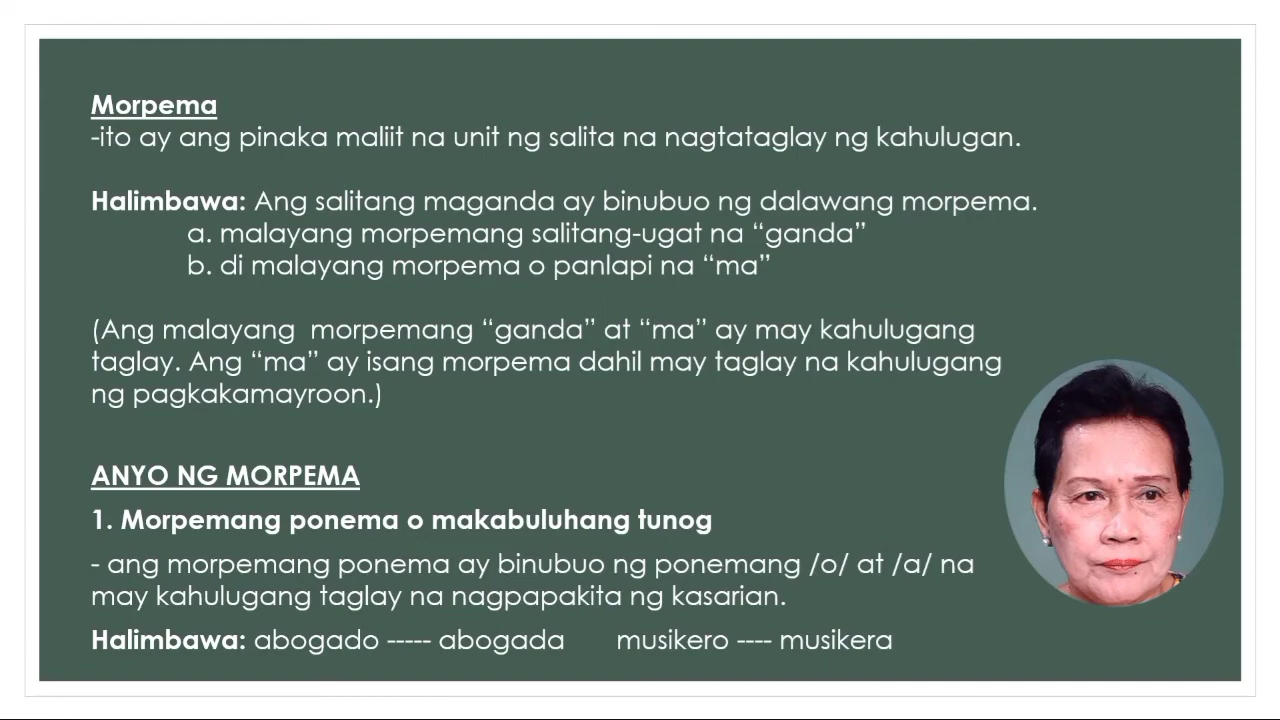 Morpema
-ito ay ang pinaka maliit na unit ng salita na nagtataglay ng kahulugan.
Halimbawa: Ang salitang maganda ay binubuo ng dalawang morpema.
a. malayang morpemang salitang-ugat na “ganda”
b. di malayang morpema o panlapi na “ma”
(Ang malayang morpemang “ganda” at “ma” ay may kahulugang
taglay. Ang “ma” ay isang morpema dahil may taglay na kahulugang
ng pagkakamayroon.)
ANYO NG MORPEMA
1. Morpemang ponema o makabuluhang tunog
- ang morpemang ponema ay binubuo ng ponemang /o/ at /a/ na
may kahulugang taglay na nagpapakita ng kasarian.
Halimbawa: abogado ----- abogada musikero ---- musikera